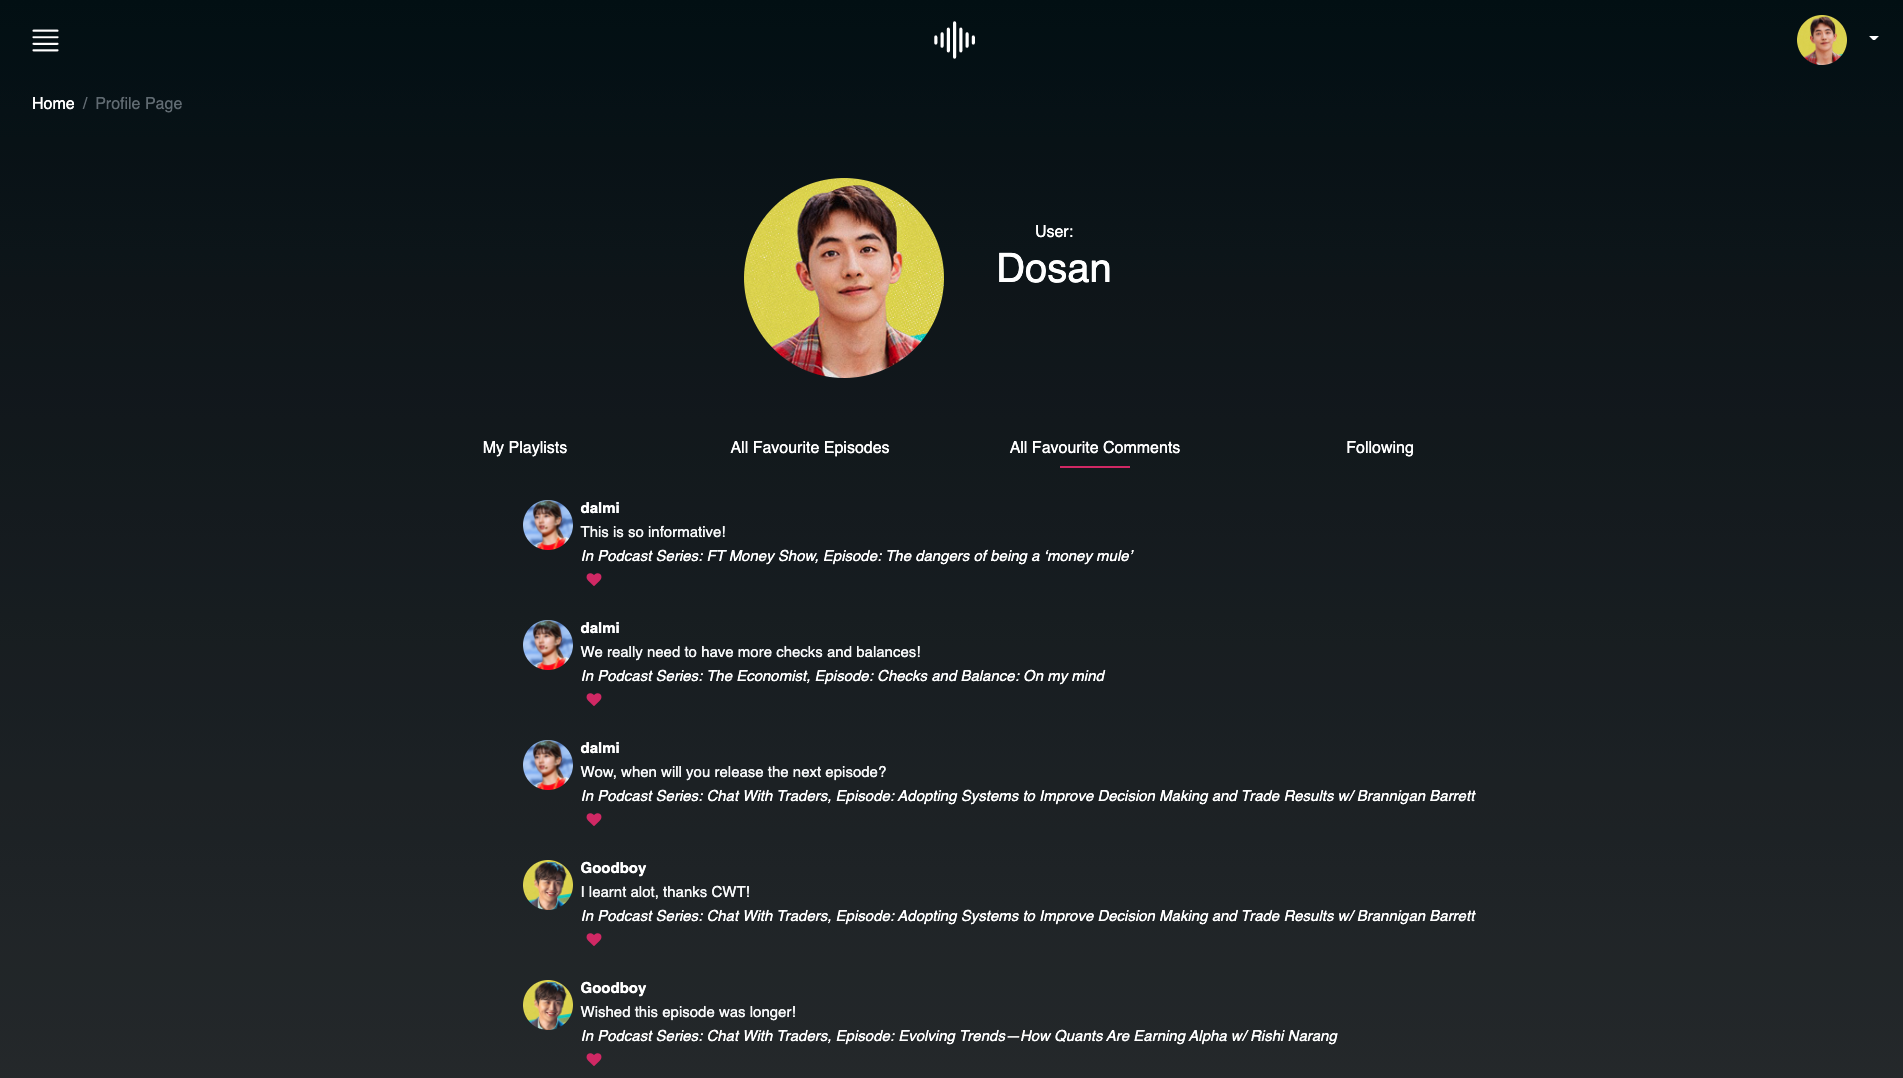 Home / Profile Page
User:
Dosan
My Playlists
All Favourite Episodes
All Favourite Comments
Following
dalmi
This is so informative!
In Podcast Series: FT Money Show, Episode: The dangers of being a ‘money mule’
dalmi
We really need to have more checks and balances!
In Podcast Series: The Economist, Episode: Checks and Balance: On my mind
dalmi
Wow, when will you release the next episode?
In Podcast Series: Chat With Traders, Episode: Adopting Systems to Improve Decision Making and Trade Results w/ Brannigan Barrett
Goodboy
I learnt alot, thanks CWT!
In Podcast Series: Chat With Traders, Episode: Adopting Systems to Improve Decision Making and Trade Results w/ Brannigan Barrett
Goodboy
Wished this episode was longer!
In Podcast Series: Chat With Traders, Episode: Evolving Trends—How Quants Are Earning Alpha w/ Rishi Narang